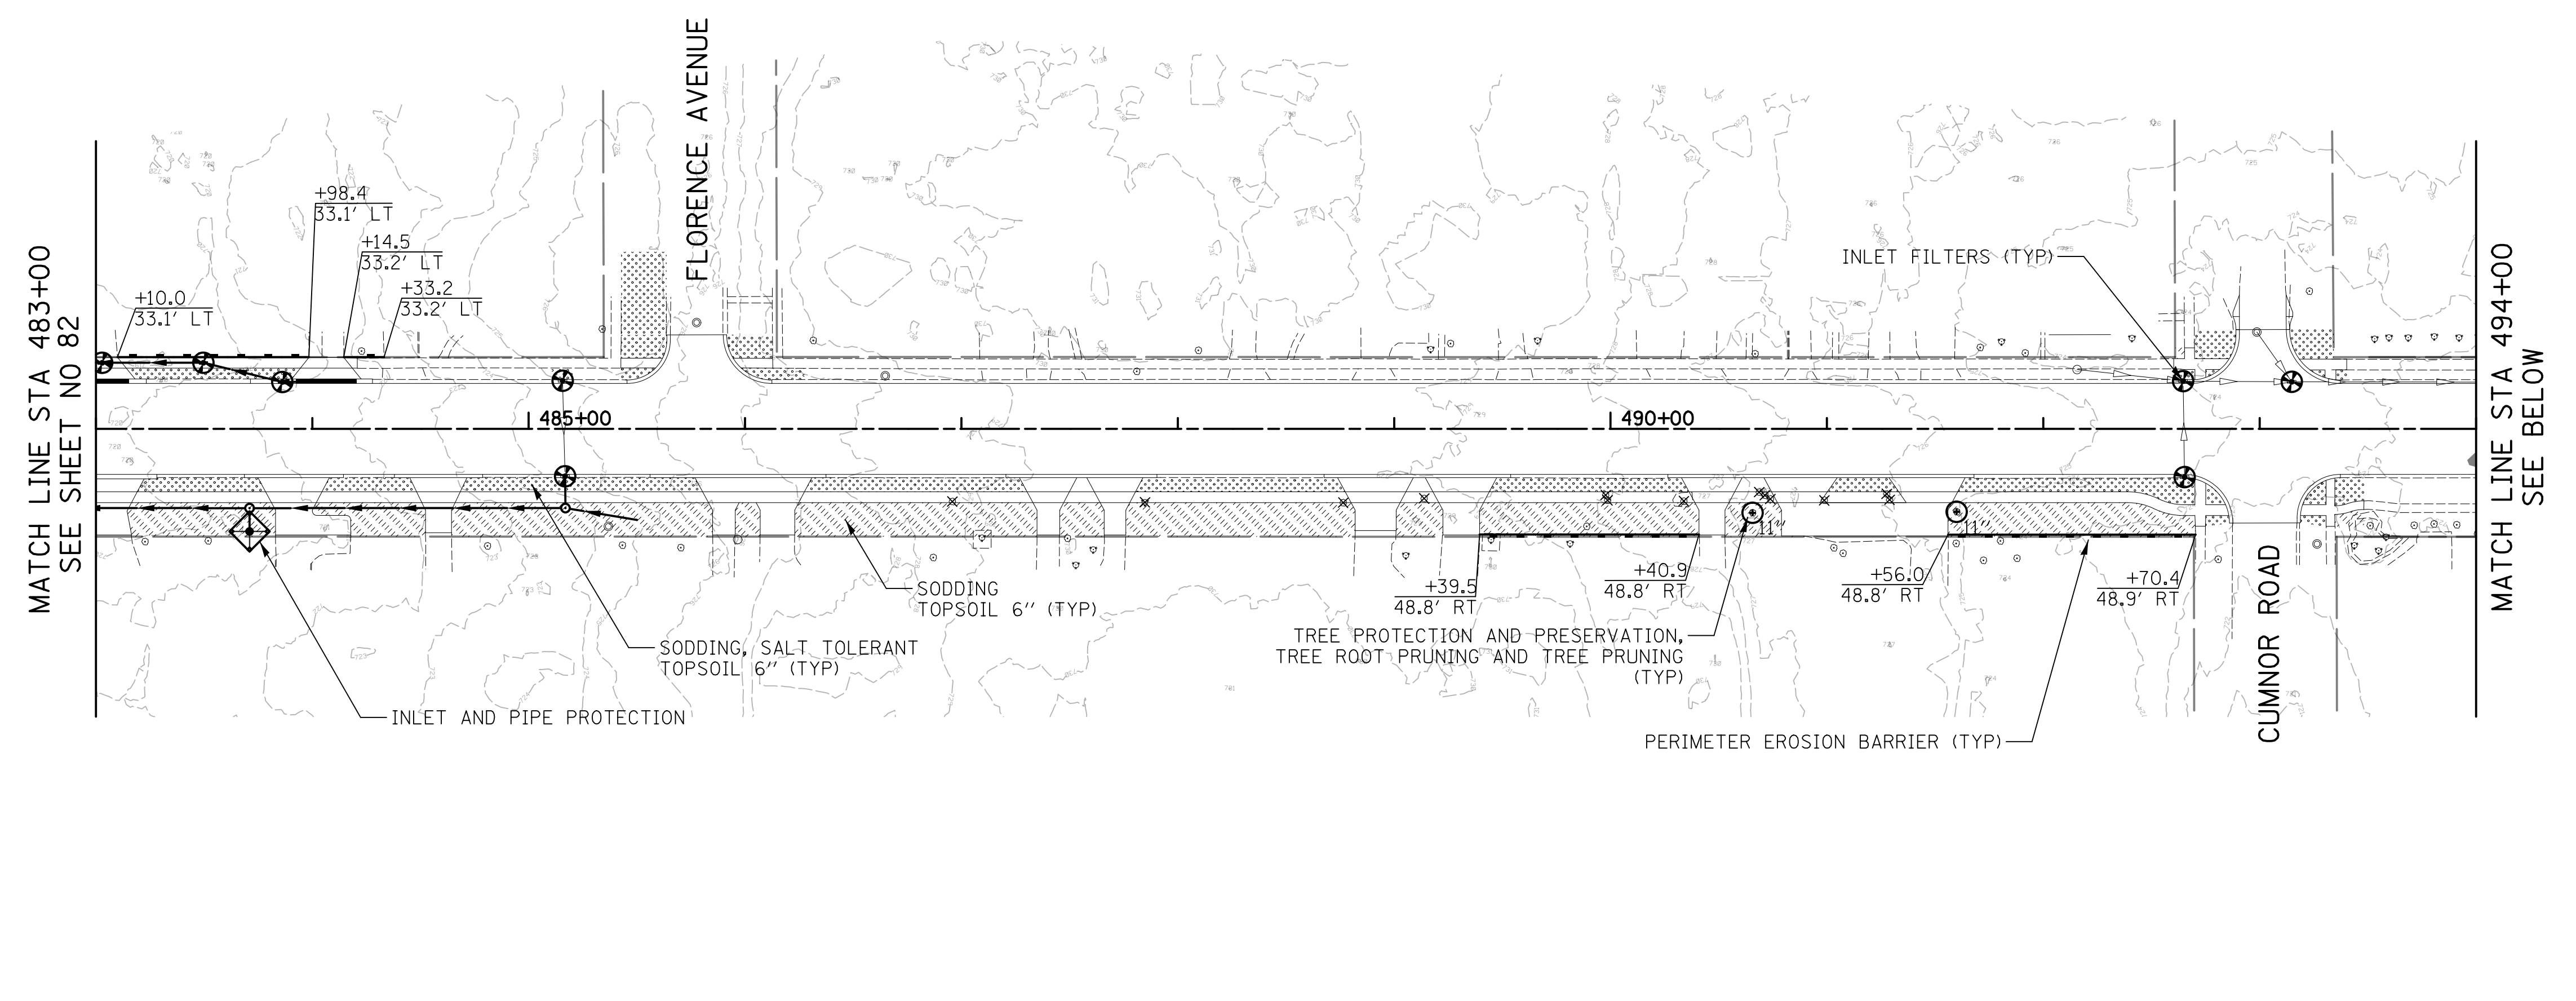 MATCH LINE STA 483+00
SEE SHEET NO 82
FLORENCE AVENUE
+98.4
33.1' LT
+14.5
33.2' LT
+33.2
33.2' LT
+10.0
33.1' LT
INLET FILTERS (TYP)
485+00
490+00
11"
11"
+39.5
48.8' RT
+40.9
48.8' RT
+56.0
48.8' RT
+70.4
48.9' RT
SODDING
TOPSOIL 6" (TYP)
SODDING, SALT TOLERANT
TOPSOIL 6" (TYP)
TREE PROTECTION AND PRESERVATION,
TREE ROOT PRUNING AND TREE PRUNING
(TYP)
INLET AND PIPE PROTECTION
PERIMETER EROSION BARRIER (TYP)
CUMNOR ROAD
MATCH LINE STA 494+00
SEE BELOW